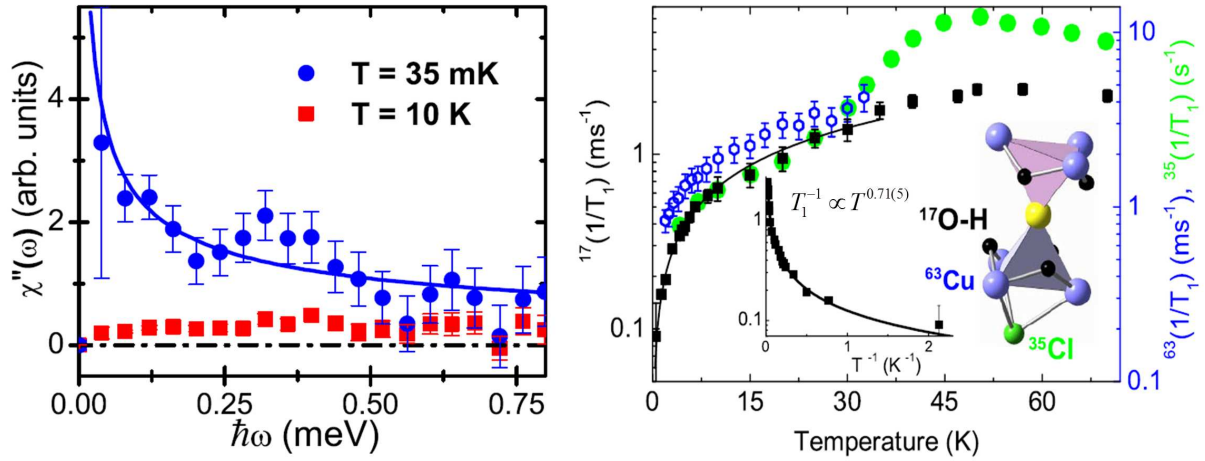 χ"(ω) (arb. units)
4
2
0
T = 35 mK
T = 10 K
0.00 0.25 0.50 0.75
ħω (meV)
¹⁷(1/T₁) (ms⁻¹)
1
0.1
T₁⁻¹ ∝ T^0.71(5)
1
0.1
0 1 2
T⁻¹ (K⁻¹)
¹⁷O-H
⁶³Cu
³⁵Cl
0 15 30 45 60
Temperature (K)
10
1
0.1
⁶³(1/T₁) (ms⁻¹), ³⁵(1/T₁) (s⁻¹)